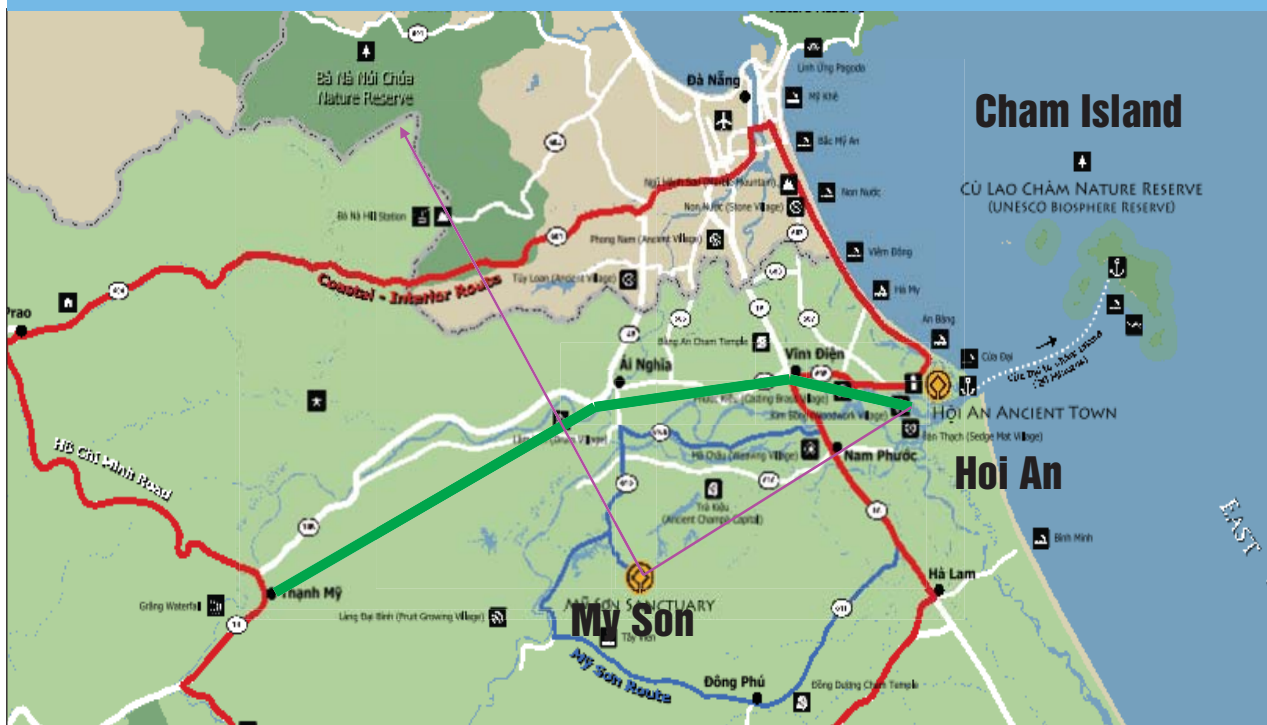 Bà Nà Núi Chúa
Nature Reserve
Linh Ứng Pagoda
Đà Nẵng
Mỹ Khê
Cham Island
Bắc Mỹ An
CÙ LAO CHÀM NATURE RESERVE
(UNESCO BIOSPHERE RESERVE)
Non Nước
Bà Nà Hill Station
Non Nước (Stone Village)
Phong Nam (Ancient Village)
Viêm Đông
Túy Loan (Ancient Village)
Coastal - Interior Route
Hà My
Prao
An Bàng
Bằng An Cham Temple
Vĩnh Điện
Cửa Đại
Ái Nghĩa
Phước Kiều (Casting Brass Village)
Kim Bồng (Woodwork Village)
HỘI AN ANCIENT TOWN
(Sedge Mat Village)
Hồ Chí Minh Road
Nam Phước
Hoi An
Trà Kiệu
(Ancient Champa Capital)
EAST
Bình Minh
Thạnh Mỹ
Hà Lam
Grăng Waterfall
Làng Đại Bình (Fruit Growing Village)
MỸ SƠN SANCTUARY
My Son
Tây Viên
Mỹ Sơn Route
Đông Phú
Đồng Dương Cham Temple